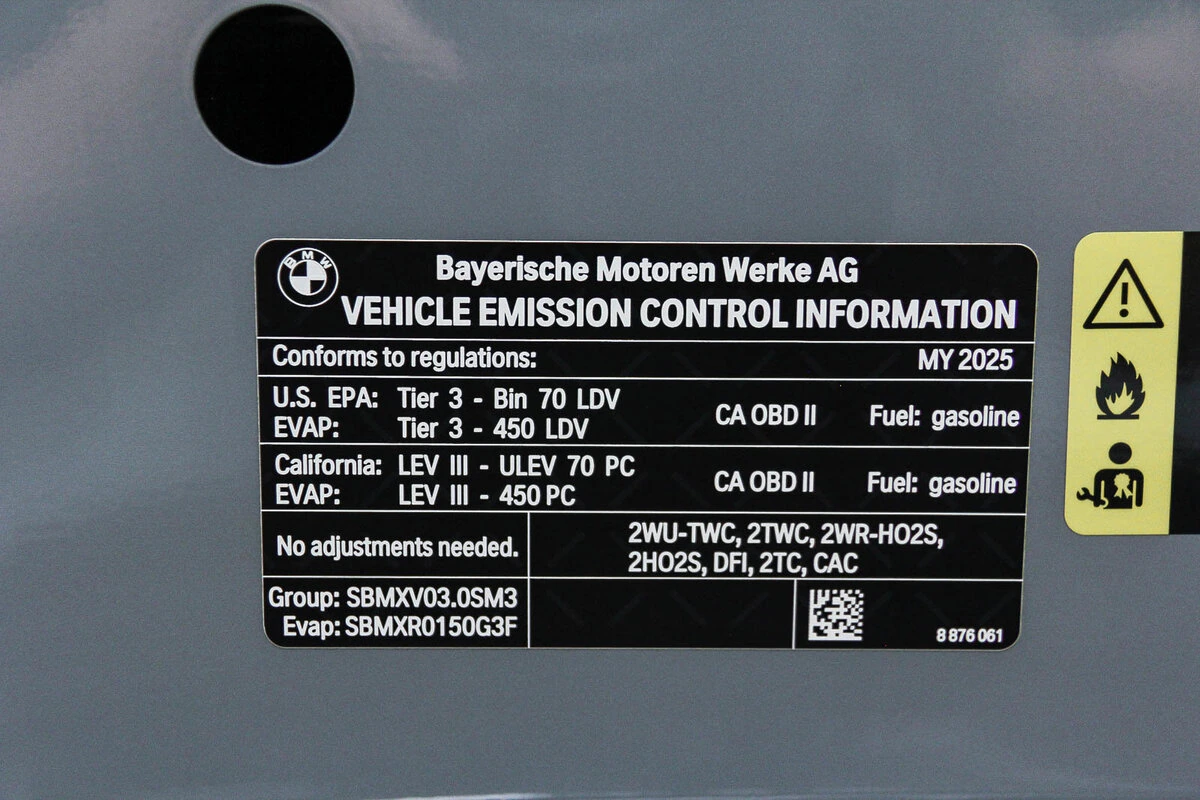 BMW
Bayerische Motoren Werke AG
VEHICLE EMISSION CONTROL INFORMATION
Conforms to regulations: MY 2025
U.S. EPA: Tier 3 - Bin 70 LDV
EVAP: Tier 3 - 450 LDV
CA OBD II Fuel: gasoline
California: LEV III - ULEV 70 PC
EVAP: LEV III - 450 PC
CA OBD II Fuel: gasoline
No adjustments needed.
2WU-TWC, 2TWC, 2WR-HO2S,
2HO2S, DFI, 2TC, CAC
Group: SBMXV03.0SM3
Evap: SBMXR0150G3F
8 876 061